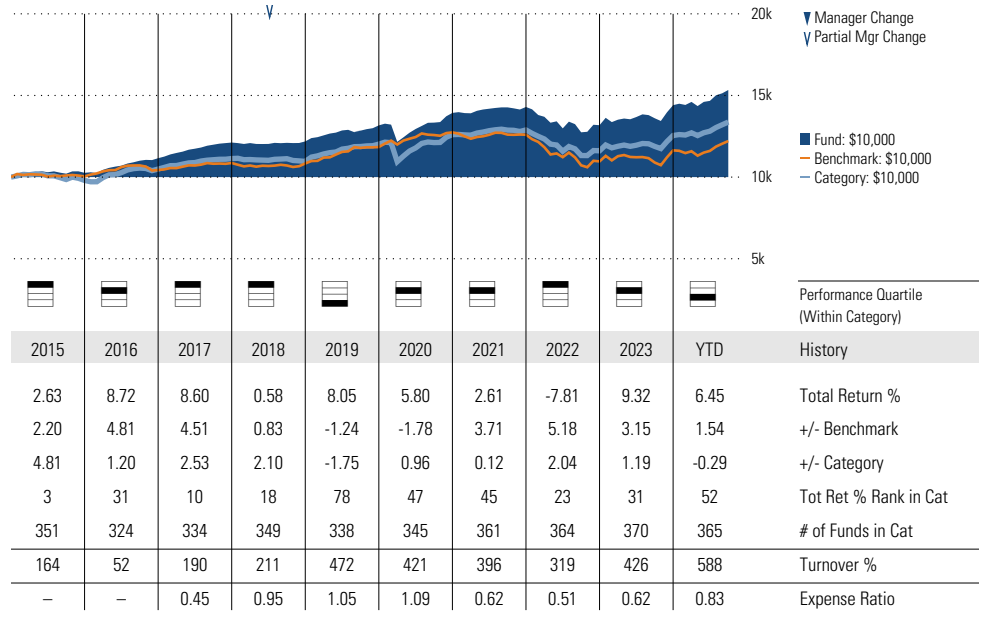 20k
15k
10k
5k
Manager Change
Partial Mgr Change
Fund: $10,000
Benchmark: $10,000
Category: $10,000
Performance Quartile
(Within Category)
2015 2016 2017 2018 2019 2020 2021 2022 2023 YTD History
2.63 8.72 8.60 0.58 8.05 5.80 2.61 -7.81 9.32 6.45 Total Return %
2.20 4.81 4.51 0.83 -1.24 -1.78 3.71 5.18 3.15 1.54 +/- Benchmark
4.81 1.20 2.53 2.10 -1.75 0.96 0.12 2.04 1.19 -0.29 +/- Category
3 31 10 18 78 47 45 23 31 52 Tot Ret % Rank in Cat
351 324 334 349 338 345 361 364 370 365 # of Funds in Cat
164 52 190 211 472 421 396 319 426 588 Turnover %
– – 0.45 0.95 1.05 1.09 0.62 0.51 0.62 0.83 Expense Ratio